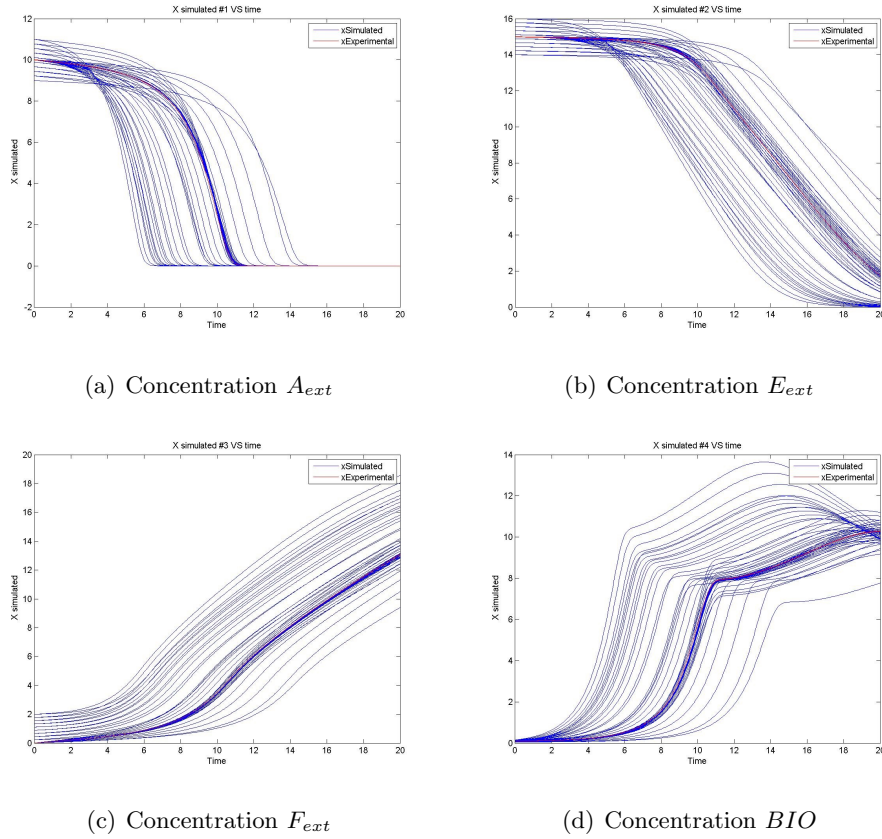 X simulated #1 VS time
12
10
8
6
4
2
0
-2
X simulated
xSimulated
xExperimental
0 2 4 6 8 10 12 14 16 18 20
Time
(a) Concentration A_ext
X simulated #2 VS time
16
14
12
10
8
6
4
2
0
X simulated
xSimulated
xExperimental
0 2 4 6 8 10 12 14 16 18 20
Time
(b) Concentration E_ext
X simulated #3 VS time
20
18
16
14
12
10
8
6
4
2
0
X simulated
xSimulated
xExperimental
0 2 4 6 8 10 12 14 16 18 20
Time
(c) Concentration F_ext
X simulated #4 VS time
14
12
10
8
6
4
2
0
X simulated
xSimulated
xExperimental
0 2 4 6 8 10 12 14 16 18 20
Time
(d) Concentration BIO